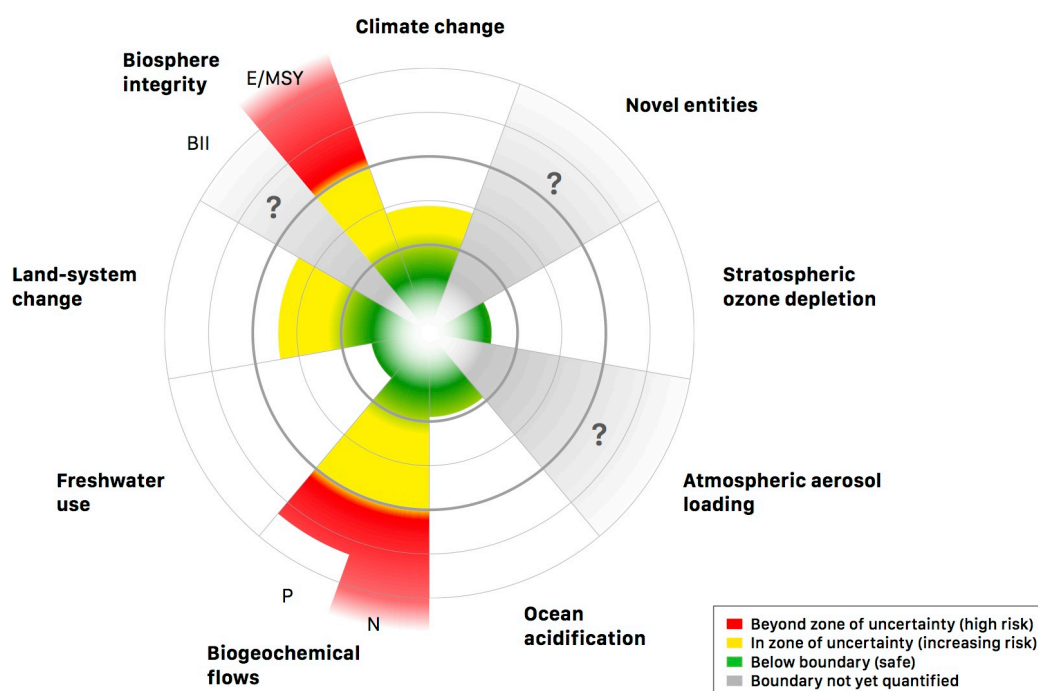 Climate change
Biosphere
integrity
E/MSY
Novel entities
BII
?
?
Land-system
change
Stratospheric
ozone depletion
?
Freshwater
use
Atmospheric aerosol
loading
P
N
Ocean
acidification
Biogeochemical
flows
Beyond zone of uncertainty (high risk)
In zone of uncertainty (increasing risk)
Below boundary (safe)
Boundary not yet quantified